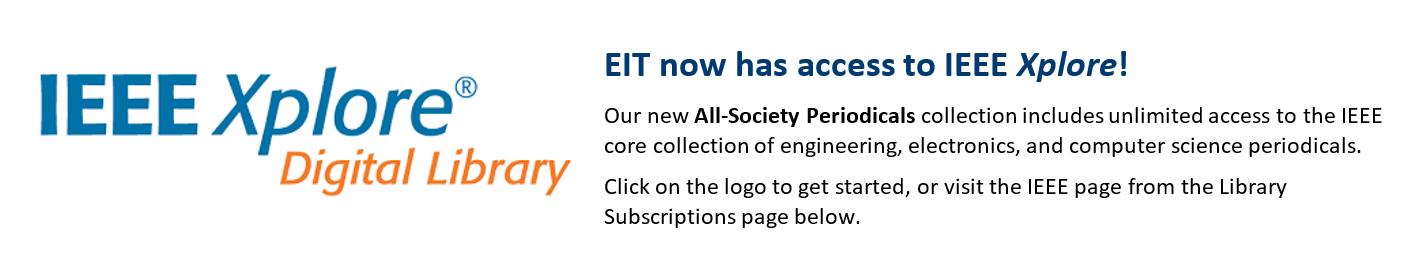 IEEE Xplore®
Digital Library
EIT now has access to IEEE Xplore!
Our new All-Society Periodicals collection includes unlimited access to the IEEE
core collection of engineering, electronics, and computer science periodicals.
Click on the logo to get started, or visit the IEEE page from the Library
Subscriptions page below.